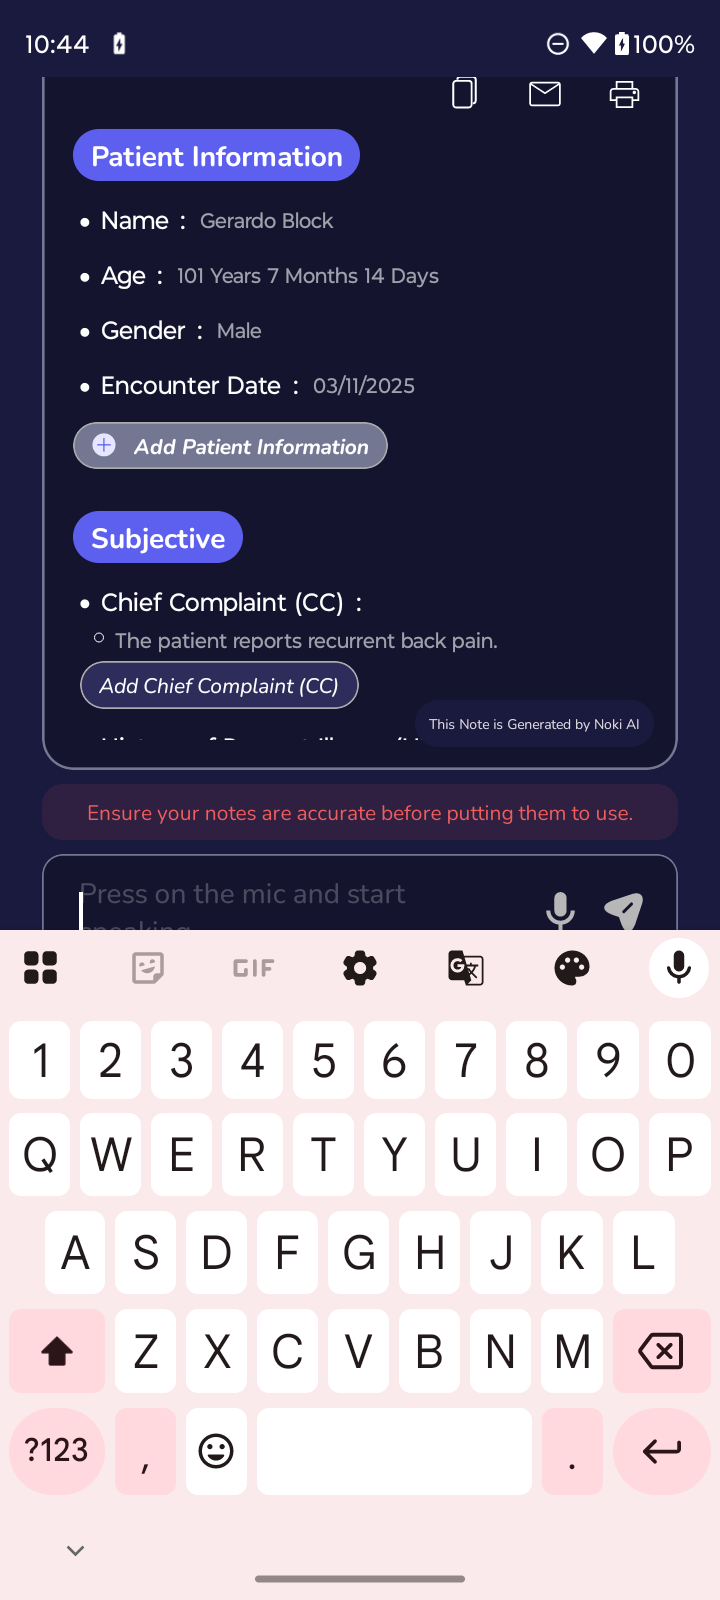 10:44
100%
Patient Information
• Name : Gerardo Block
• Age : 101 Years 7 Months 14 Days
• Gender : Male
• Encounter Date : 03/11/2025
Add Patient Information
Subjective
• Chief Complaint (CC) :
The patient reports recurrent back pain.
Add Chief Complaint (CC)
This Note is Generated by Noki AI
Ensure your notes are accurate before putting them to use.
Press on the mic and start
speaking
GIF
1 2 3 4 5 6 7 8 9 0
Q W E R T Y U I O P
A S D F G H J K L
Z X C V B N M
?123 , .